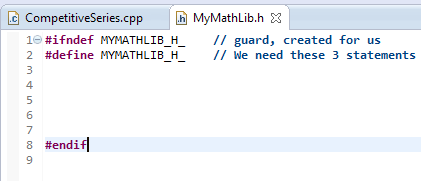 CompetitiveSeries.cpp MyMathLib.h
1 #ifndef MYMATHLIB_H_ // guard, created for us
2 #define MYMATHLIB_H_ // We need these 3 statements
3
4
5
6
7
8 #endif
9